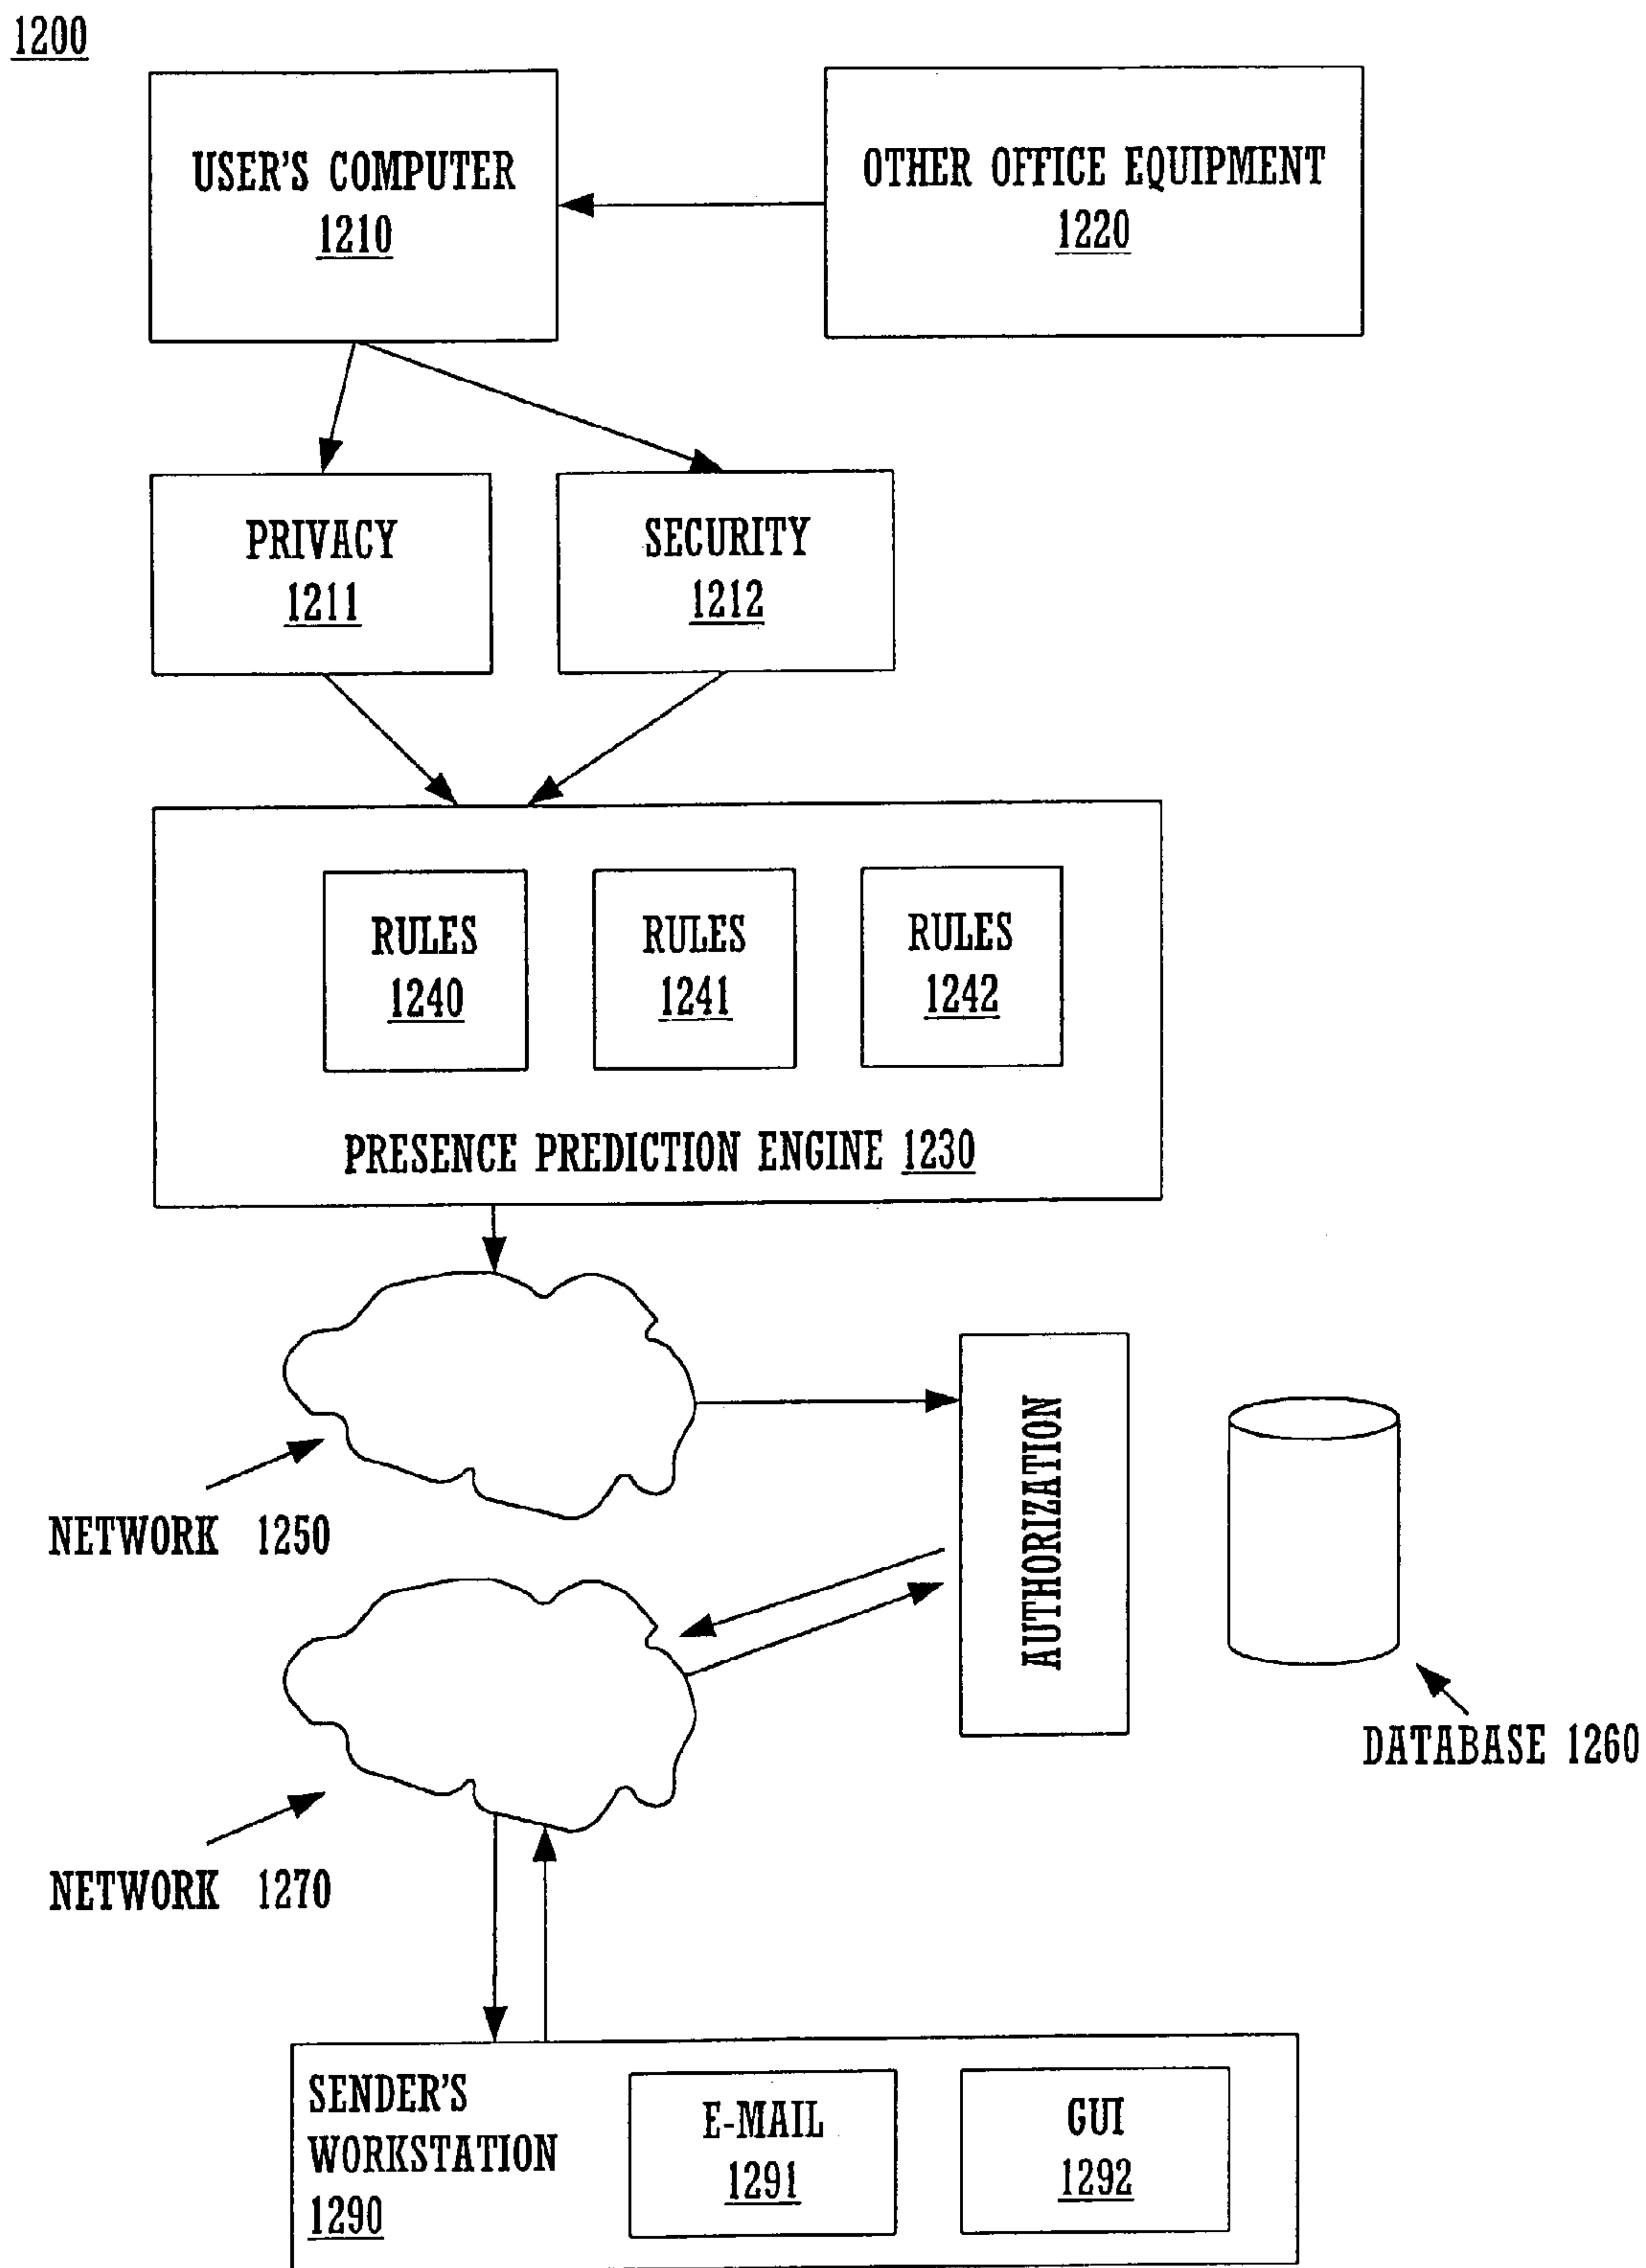 1200
USER'S COMPUTER
1210
OTHER OFFICE EQUIPMENT
1220
PRIVACY
1211
SECURITY
1212
RULES
1240
RULES
1241
RULES
1242
PRESENCE PREDICTION ENGINE 1230
NETWORK 1250
AUTHORIZATION
DATABASE 1260
NETWORK 1270
SENDER'S
WORKSTATION
1290
E-MAIL
1291
GUI
1292